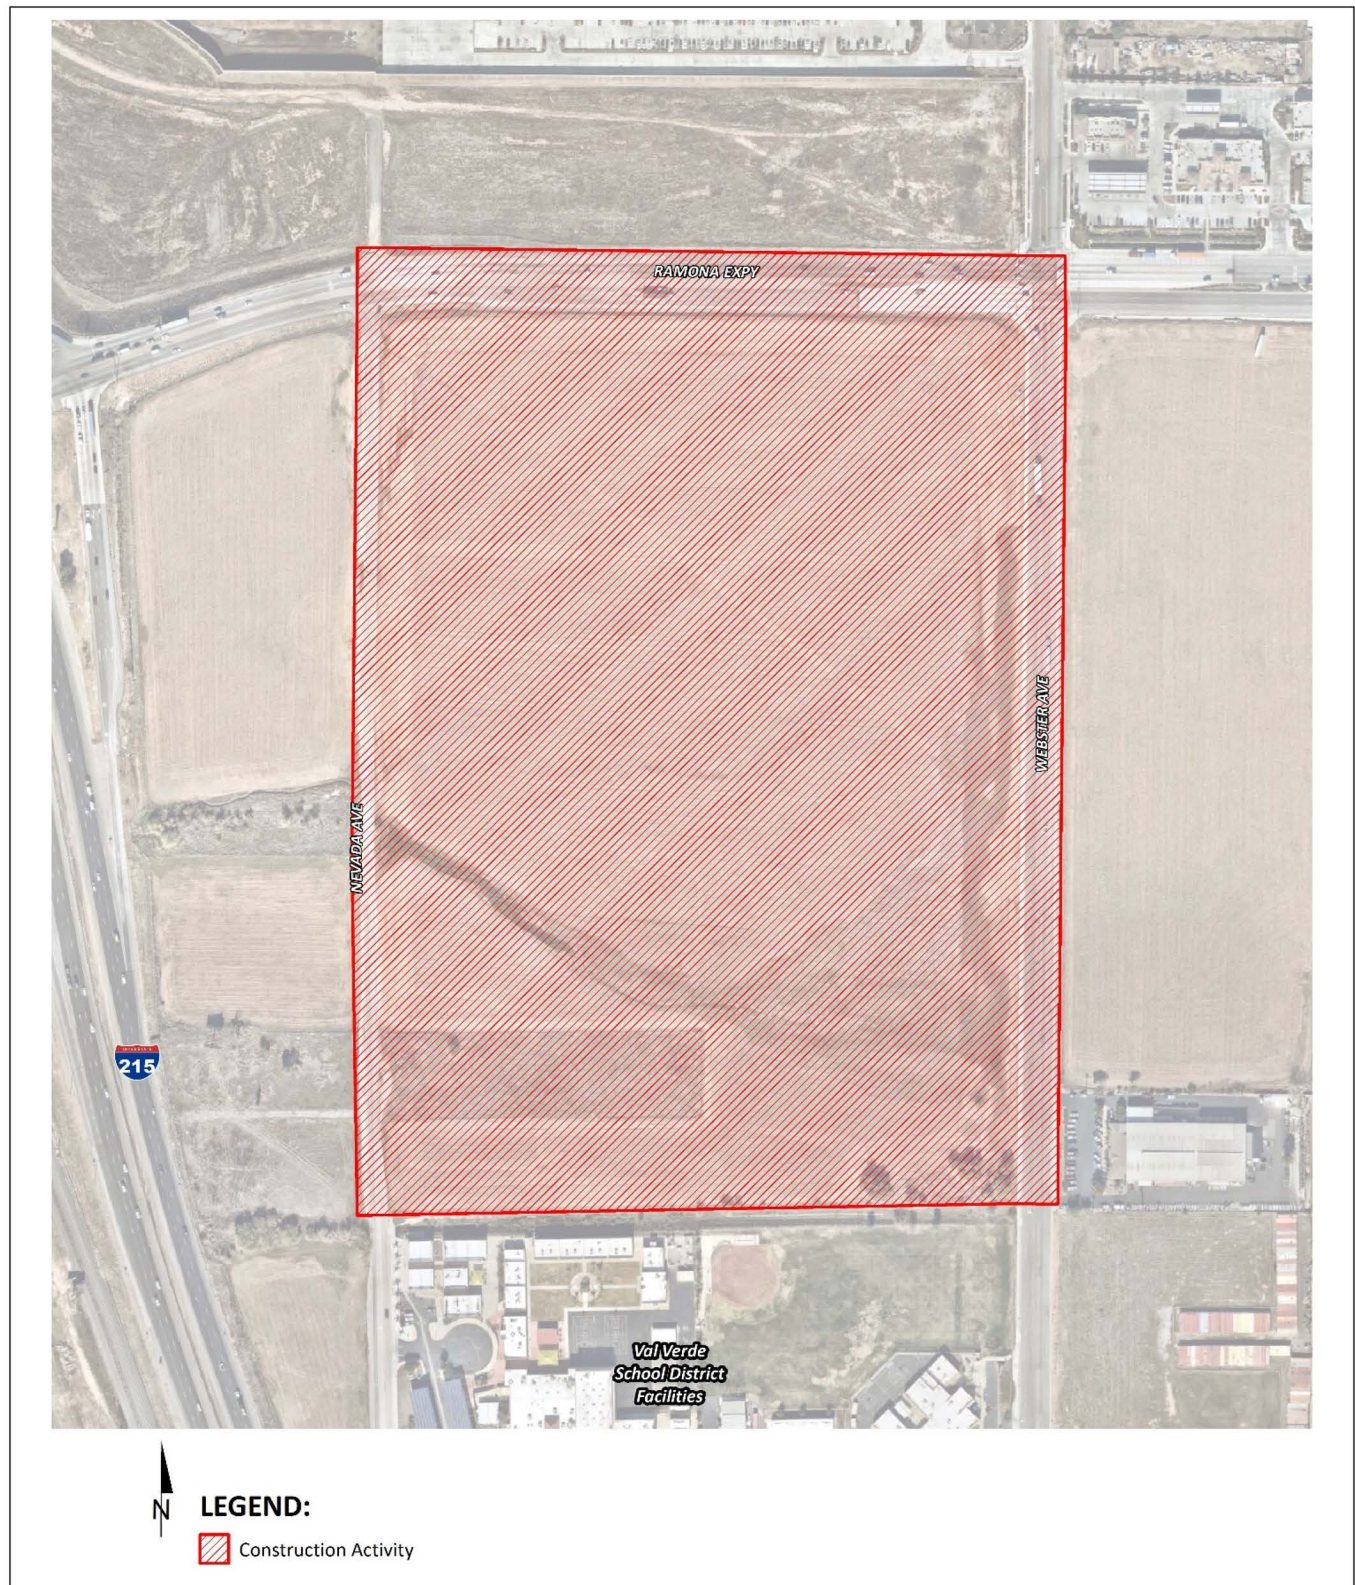 RAMONA EXPY
WEBSTER AVE
NEVADA AVE
215
Val Verde
School District
Facilities
N
LEGEND:
Construction Activity